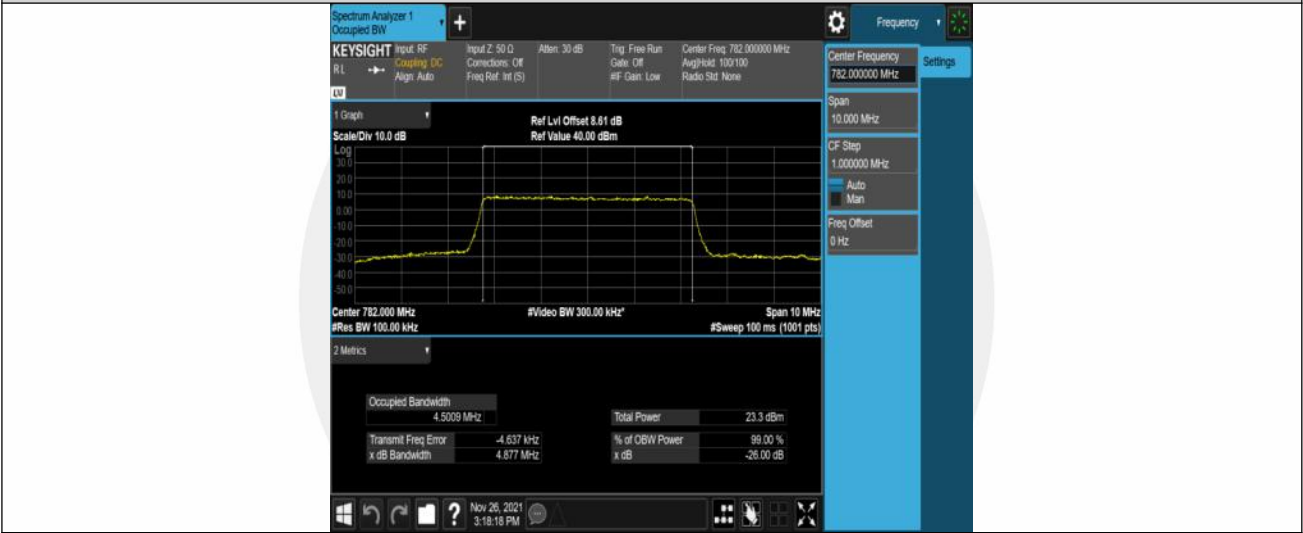 Spectrum Analyzer 1
Occupied BW
Frequency
KEYSIGHT
RL
Input: RF
Coupling: DC
Align: Auto
Input Z: 50 Ω
Corrections: Off
Freq Ref: Int (S)
Atten: 30 dB
Trig: Free Run
Gate: Off
#IF Gain: Low
Center Freq: 782.000000 MHz
Avg|Hold: 100/100
Radio Std: None
Center Frequency
782.000000 MHz
Settings
Span
10.000 MHz
CF Step
1.000000 MHz
Auto
Man
Freq Offset
0 Hz
1 Graph
Scale/Div 10.0 dB
Ref Lvl Offset 8.61 dB
Ref Value 40.00 dBm
Log
30.0
20.0
10.0
0.00
-10.0
-20.0
-30.0
-40.0
-50.0
Center 782.000 MHz
#Res BW 100.00 kHz
#Video BW 300.00 kHz*
Span 10 MHz
#Sweep 100 ms (1001 pts)
2 Metrics
Occupied Bandwidth
4.5009 MHz
Transmit Freq Error -4.637 kHz
x dB Bandwidth 4.877 MHz
Total Power 23.3 dBm
% of OBW Power 99.00 %
x dB -26.00 dB
?
Nov 26, 2021
3:18:18 PM